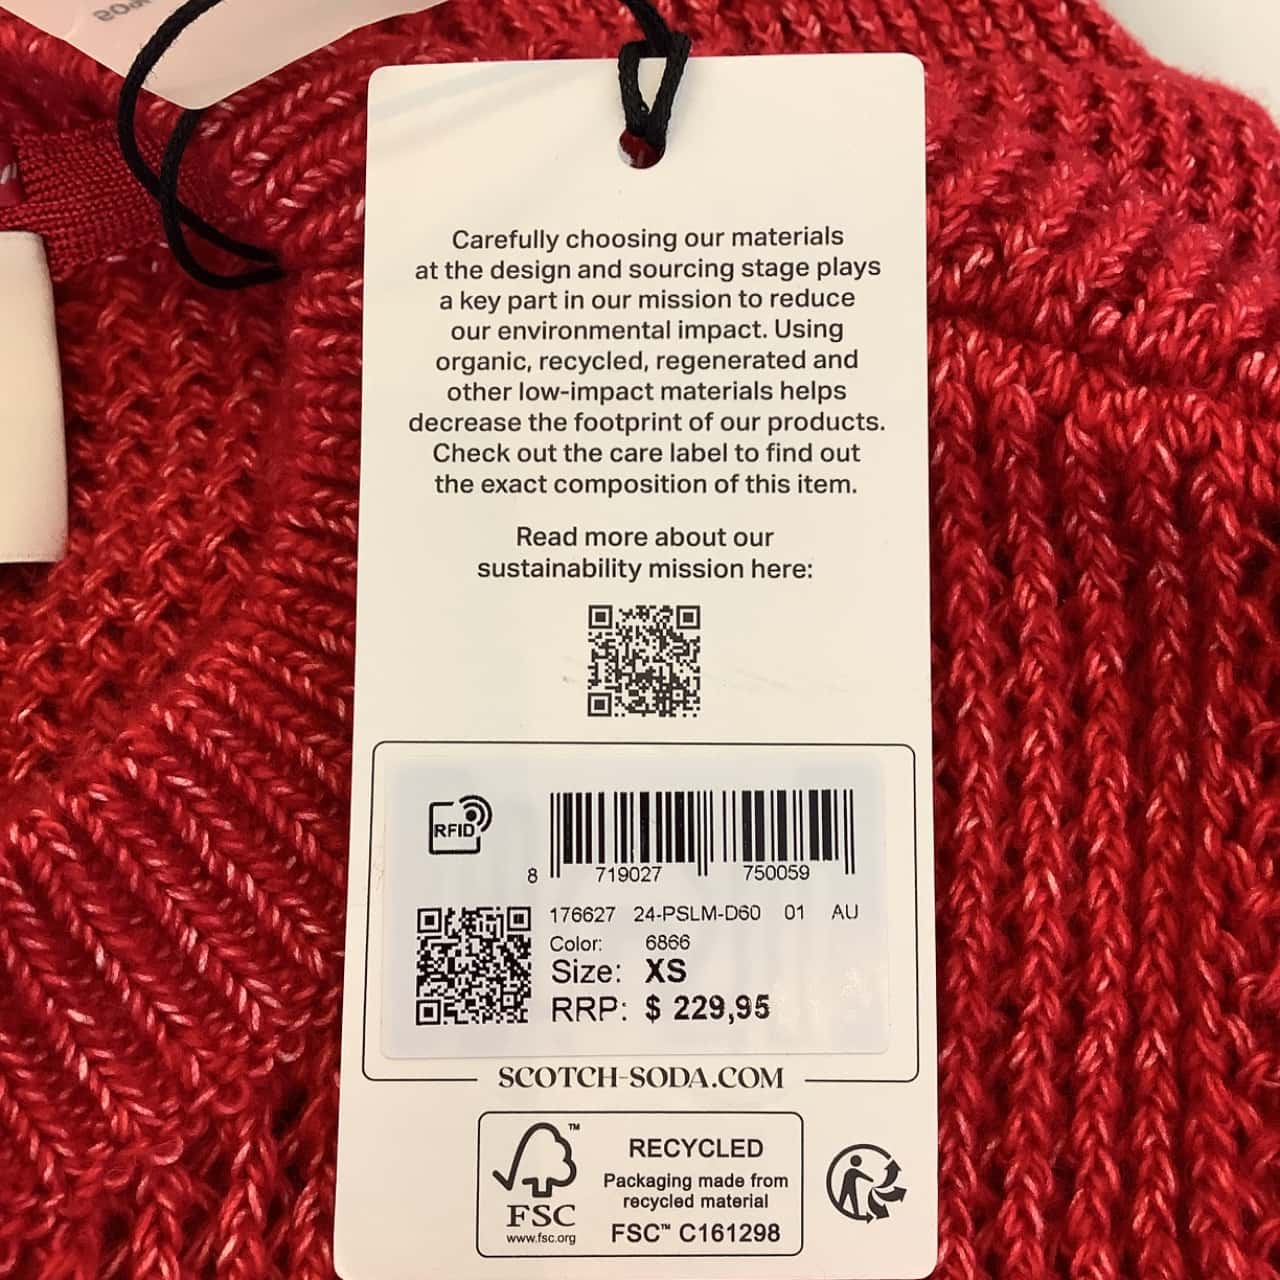 Carefully choosing our materials
at the design and sourcing stage plays
a key part in our mission to reduce
our environmental impact. Using
organic, recycled, regenerated and
other low-impact materials helps
decrease the footprint of our products.
Check out the care label to find out
the exact composition of this item.
Read more about our
sustainability mission here:
RFID
8 719027 750059
176627 24-PSLM-D60 01 AU
Color: 6866
Size: XS
RRP: $ 229,95
SCOTCH-SODA.COM
FSC
www.fsc.org
™
RECYCLED
Packaging made from
recycled material
FSC™ C161298